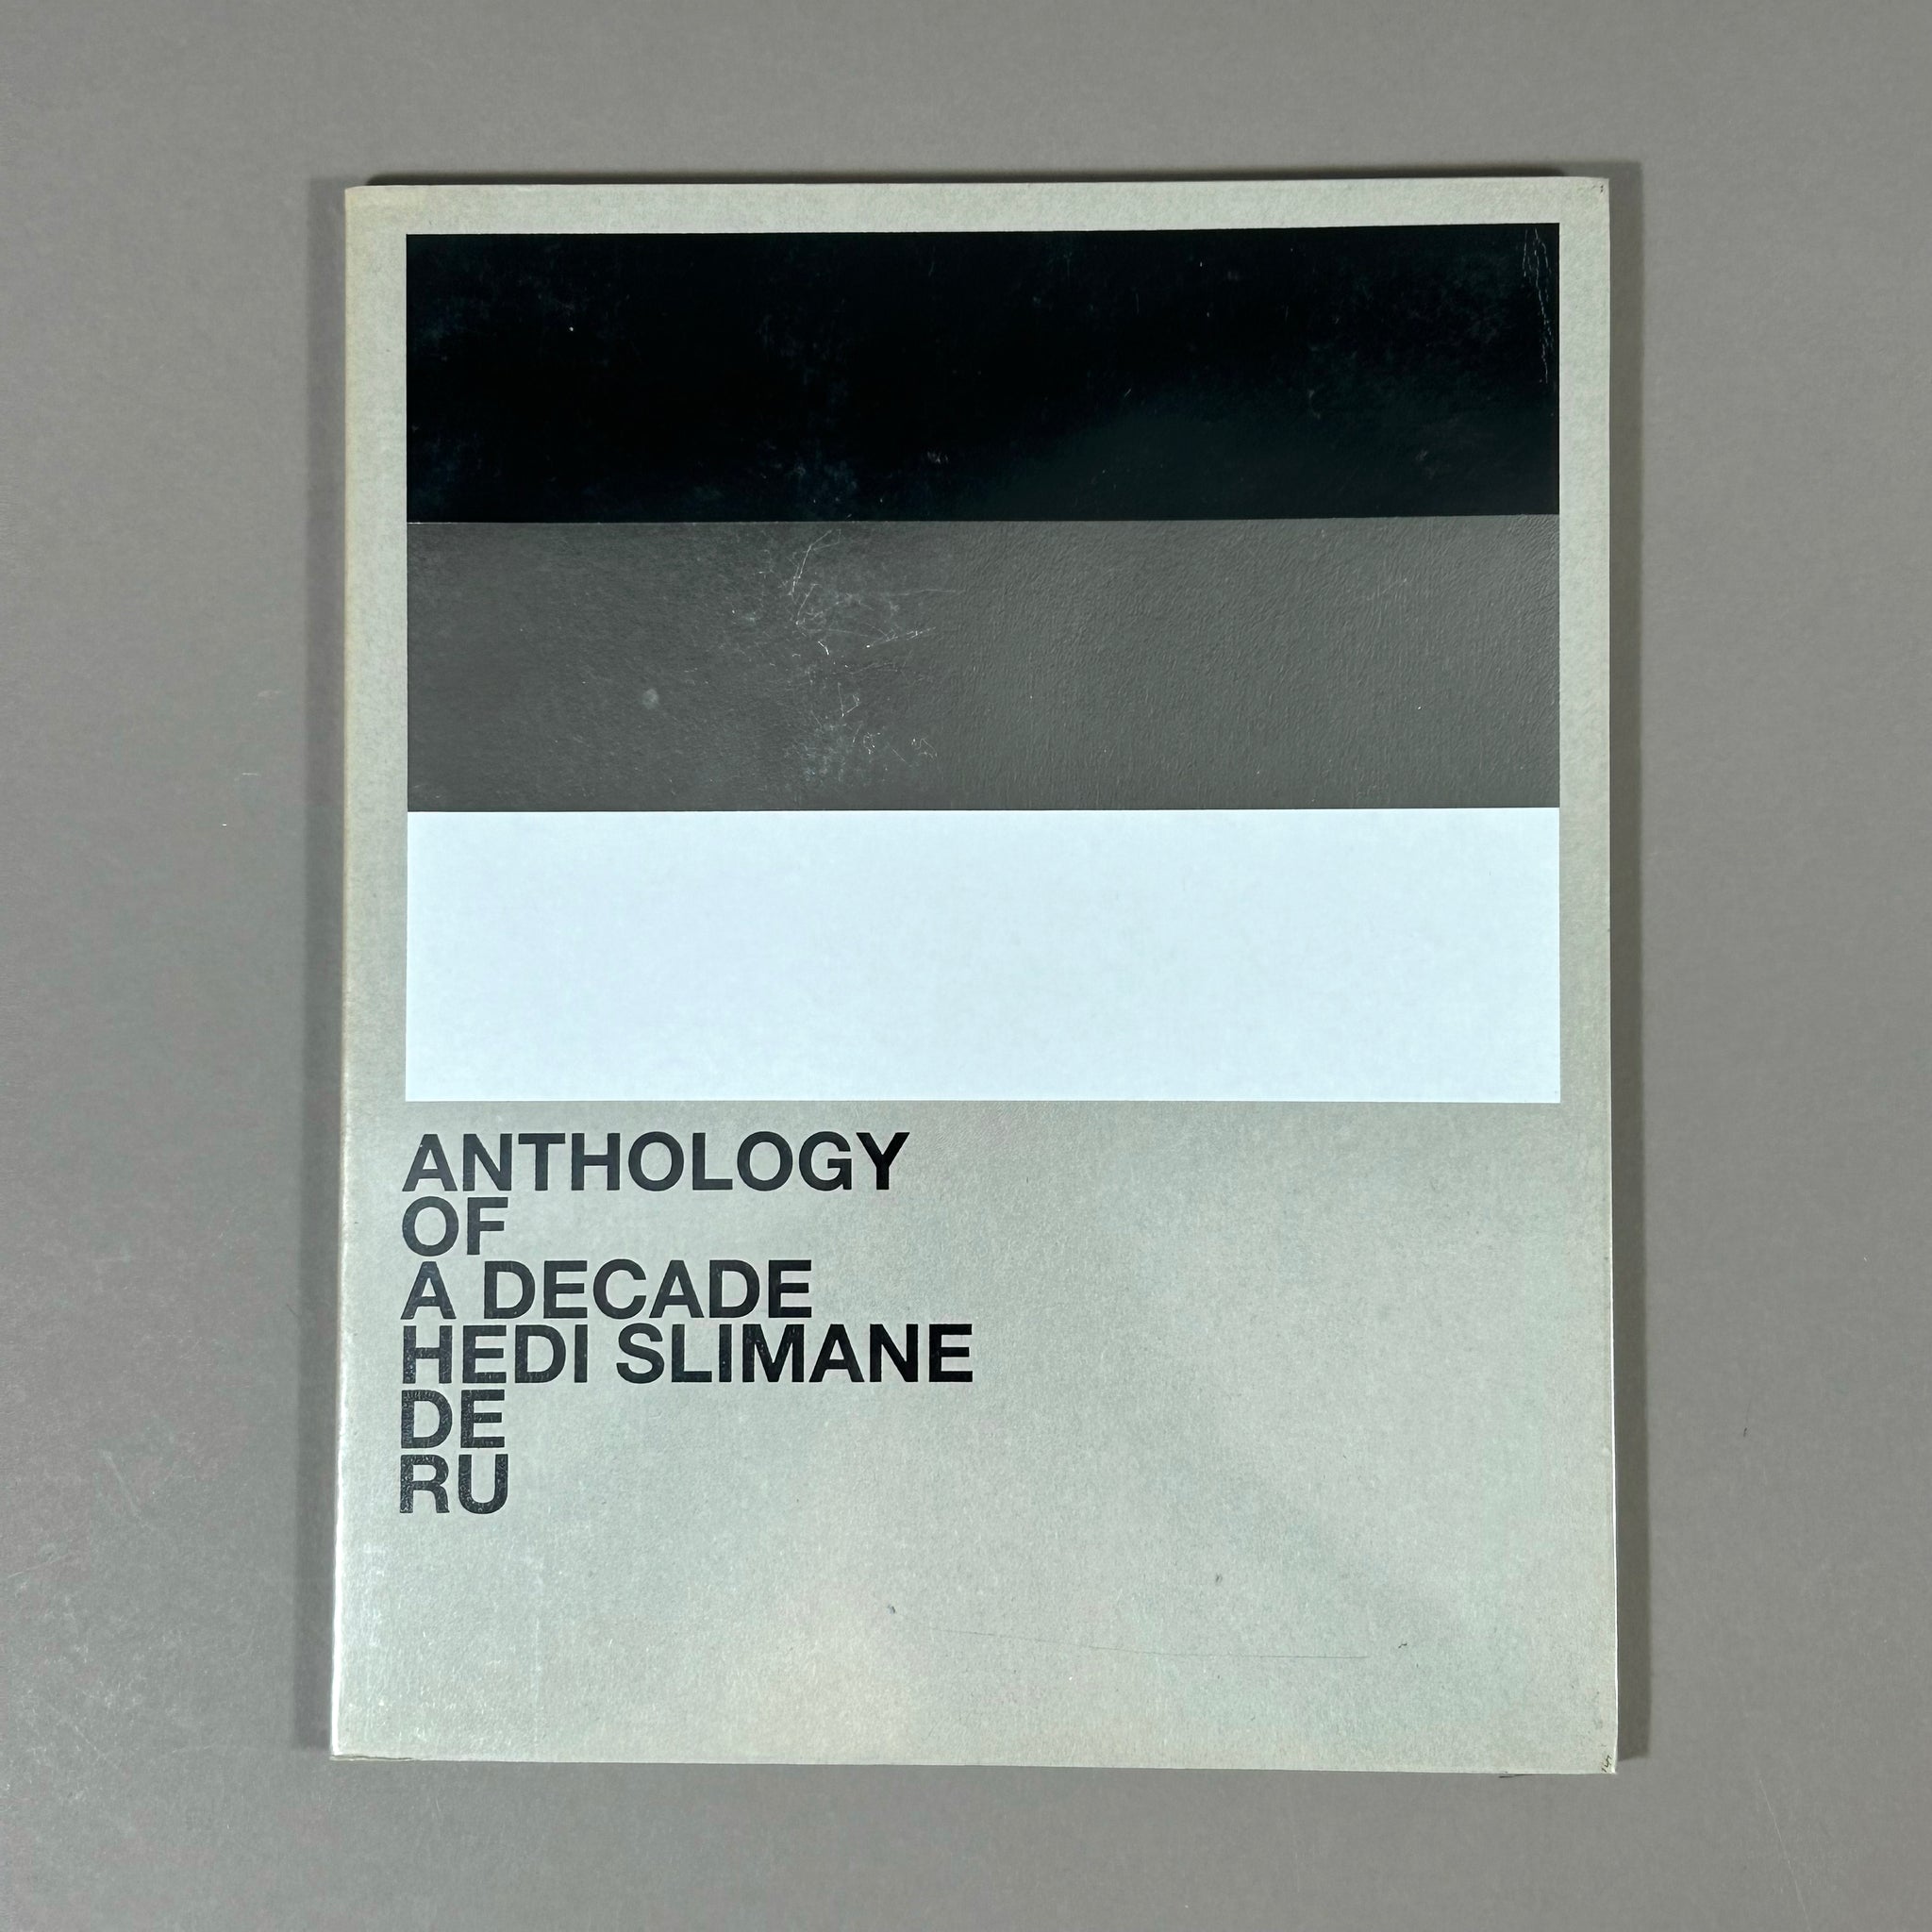 ANTHOLOGY
OF
A DECADE
HEDI SLIMANE
DE
RU